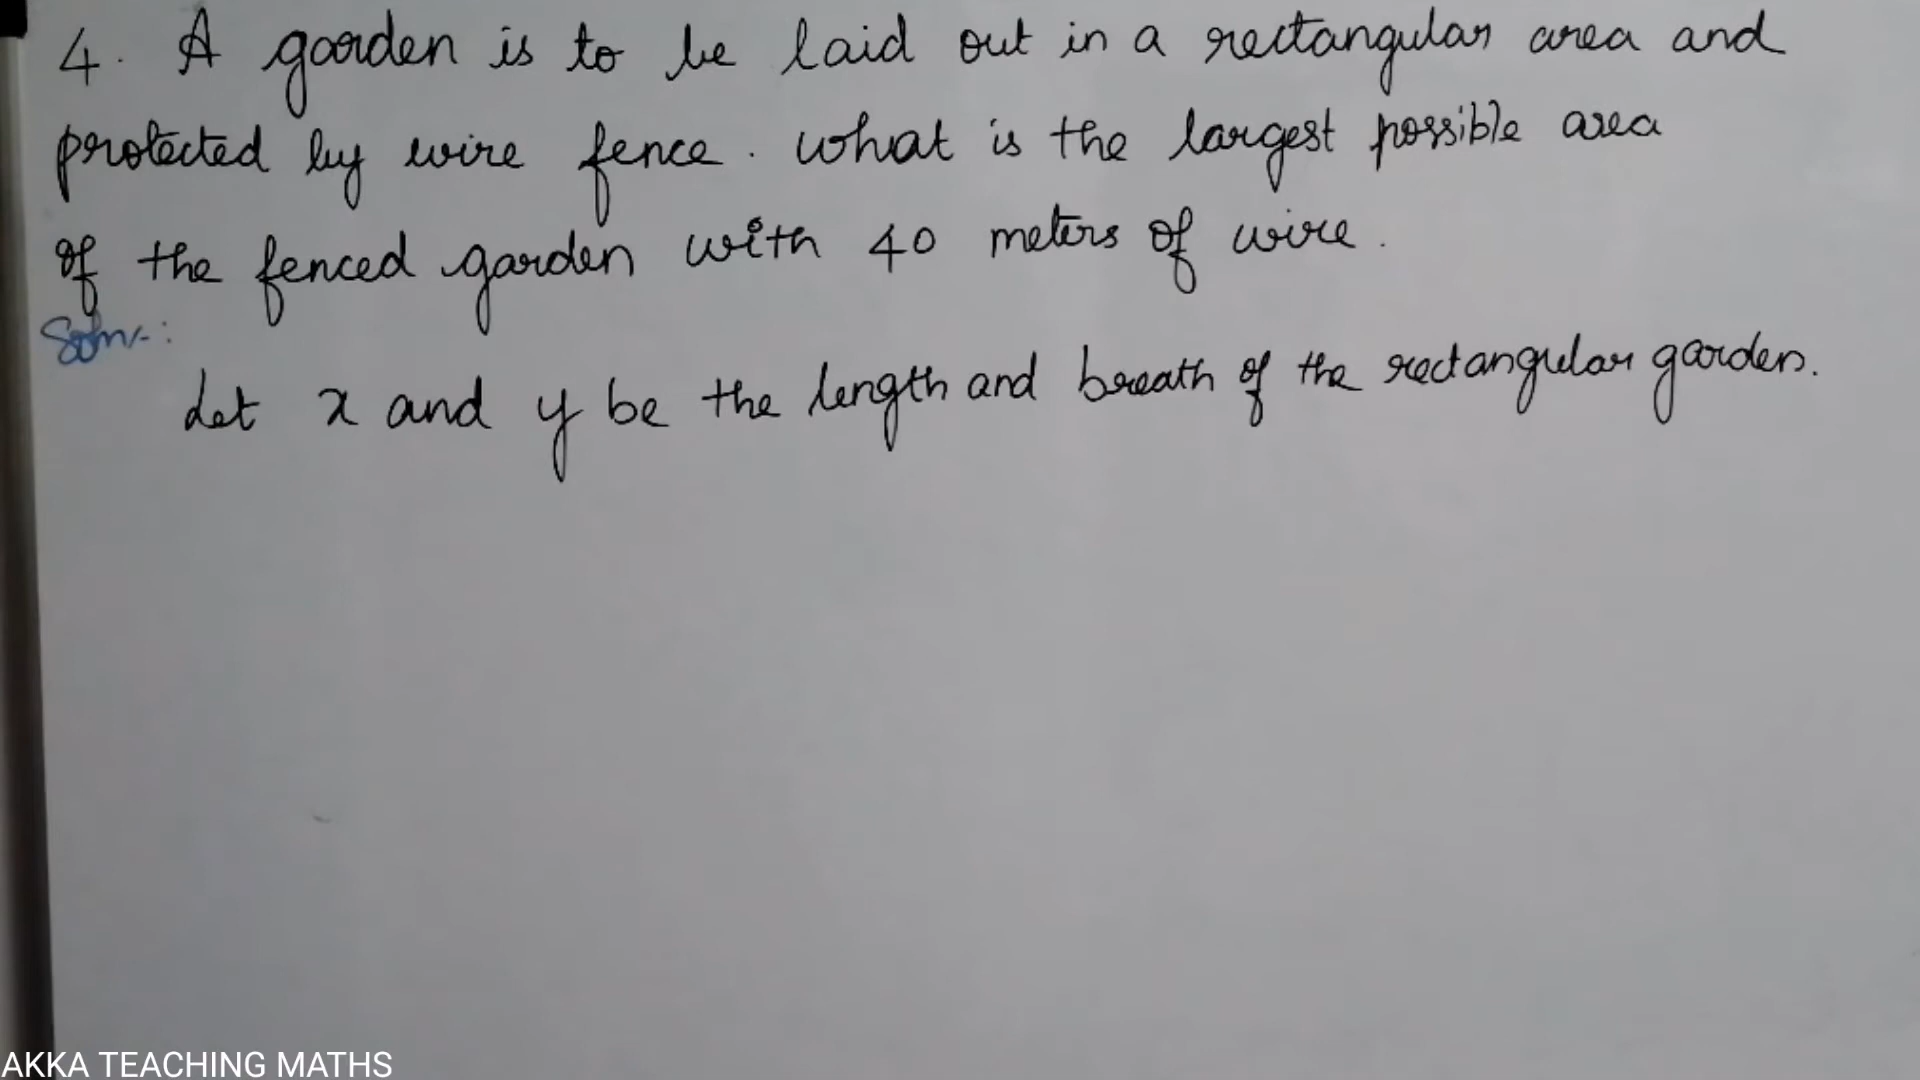 4. A garden is to be laid out in a rectangular area and
protected by wire fence. What is the largest possible area
of the fenced garden with 40 meters of wire.
Soln:-
Let x and y be the length and breath of the rectangular garden.
AKKA TEACHING MATHS